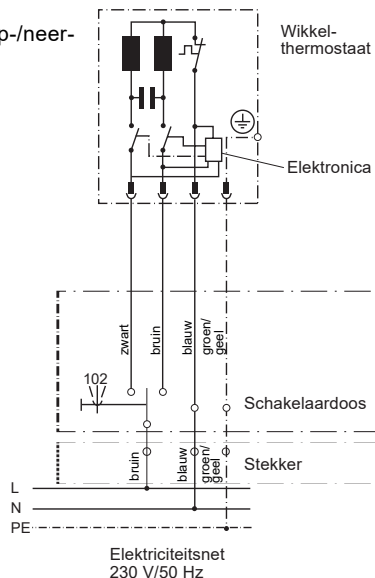 p-/neer-
Wikkel-
thermostaat
Elektronica
zwart
bruin
blauw
groen/
geel
102
Schakelaardoos
bruin
blauw
groen/
geel
Stekker
L
N
PE
Elektriciteitsnet
230 V/50 Hz